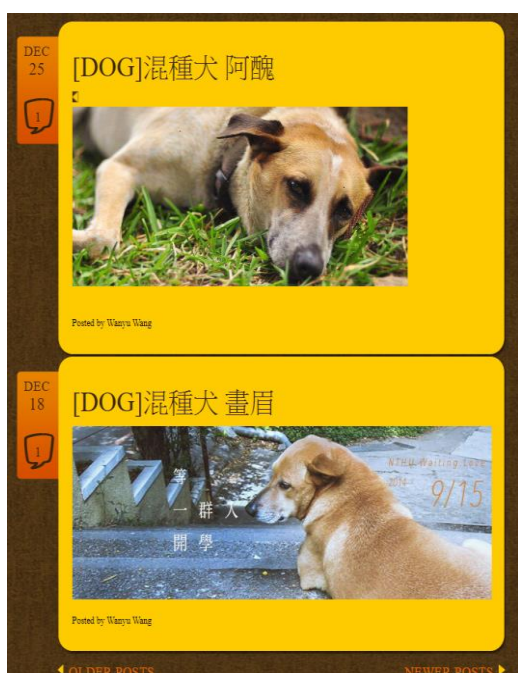 DEC
25
1
[DOG]混種犬 阿醜
Posted by Wanyu Wang
DEC
18
1
[DOG]混種犬 畫眉
等
一 群 人
開 學
NTHU Waiting Love
9/15
Posted by Wanyu Wang
OLDER POSTS
NEWER POSTS